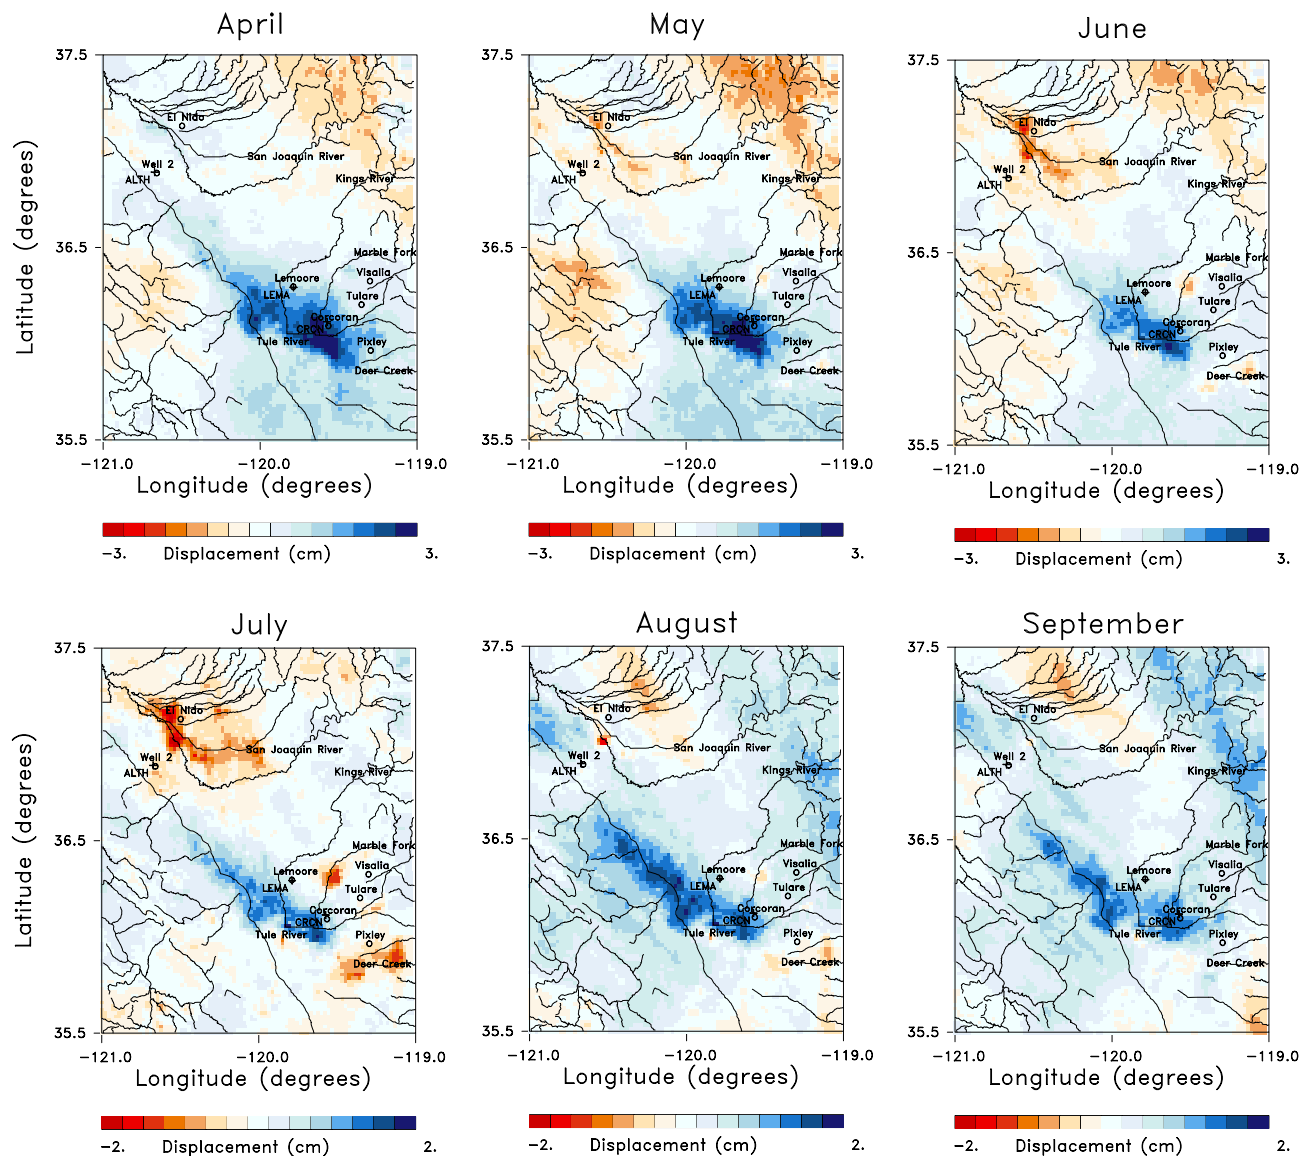 April
May
June
37.5
37.5
37.5
El Nido
El Nido
El Nido
San Joaquin River
San Joaquin River
San Joaquin River
Well 2
Well 2
Well 2
ALTH
ALTH
ALTH
Kings River
Kings River
Kings River
Latitude (degrees)
36.5
36.5
36.5
Marble Fork
Marble Fork
Marble Fork
Lemoore
Visalia
Lemoore
Visalia
Lemoore
Visalia
LEMA
Tulare
LEMA
Tulare
LEMA
Tulare
Corcoran
Corcoran
Corcoran
CRCN
CRCN
CRCN
Tule River
Pixley
Tule River
Pixley
Tule River
Pixley
Deer Creek
Deer Creek
Deer Creek
35.5
35.5
35.5
−121.0 −120.0 −119.0
−121.0 −120.0 −119.0
−121.0 −120.0 −119.0
Longitude (degrees)
Longitude (degrees)
Longitude (degrees)
−3. Displacement (cm) 3.
−3. Displacement (cm) 3.
−3. Displacement (cm) 3.
July
August
September
37.5
37.5
37.5
El Nido
El Nido
El Nido
San Joaquin River
San Joaquin River
San Joaquin River
Well 2
Well 2
Well 2
ALTH
ALTH
ALTH
Kings River
Kings River
Kings River
Latitude (degrees)
36.5
36.5
36.5
Marble Fork
Marble Fork
Marble Fork
Lemoore
Visalia
Lemoore
Visalia
Lemoore
Visalia
LEMA
Tulare
LEMA
Tulare
LEMA
Tulare
Corcoran
Corcoran
Corcoran
CRCN
CRCN
CRCN
Tule River
Pixley
Tule River
Pixley
Tule River
Pixley
Deer Creek
Deer Creek
Deer Creek
35.5
35.5
35.5
−121.0 −120.0 −119.0
−121.0 −120.0 −119.0
−121.0 −120.0 −119.0
Longitude (degrees)
Longitude (degrees)
Longitude (degrees)
−2. Displacement (cm) 2.
−2. Displacement (cm) 2.
−2. Displacement (cm) 2.